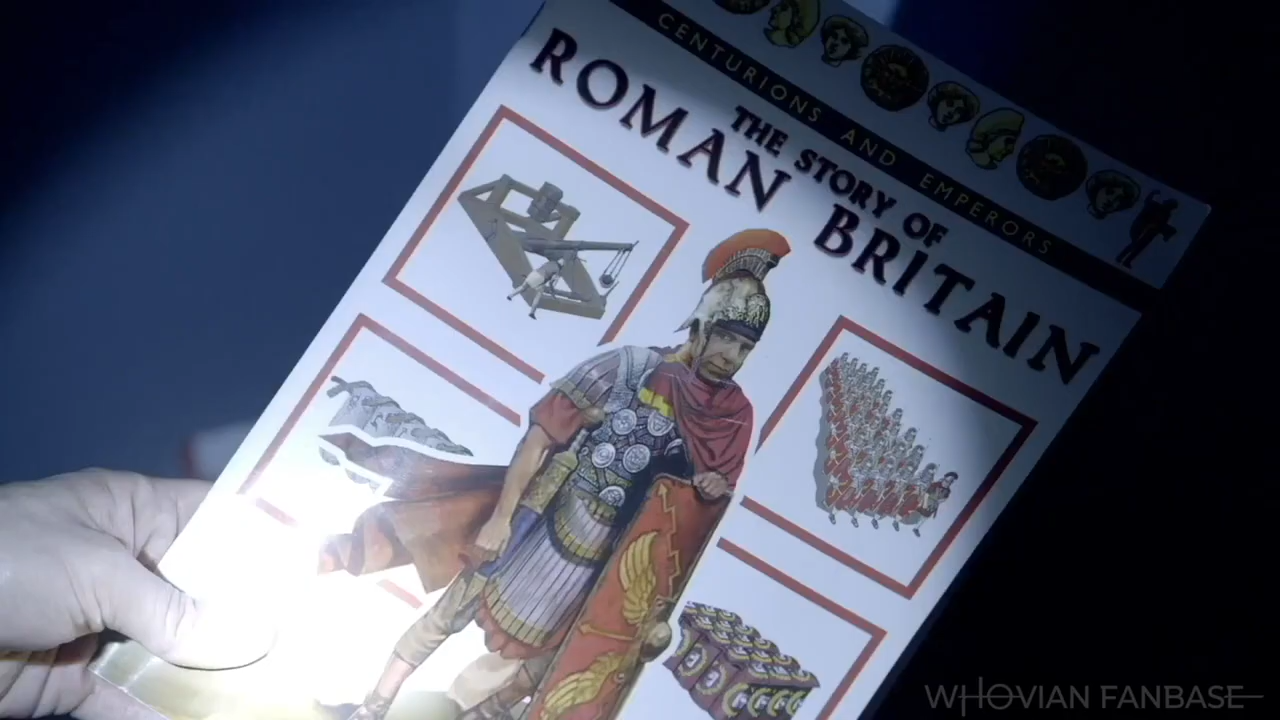 CENTURIONS AND EMPERORS
THE STORY OF
ROMAN BRITAIN
WHOVIAN FANBASE